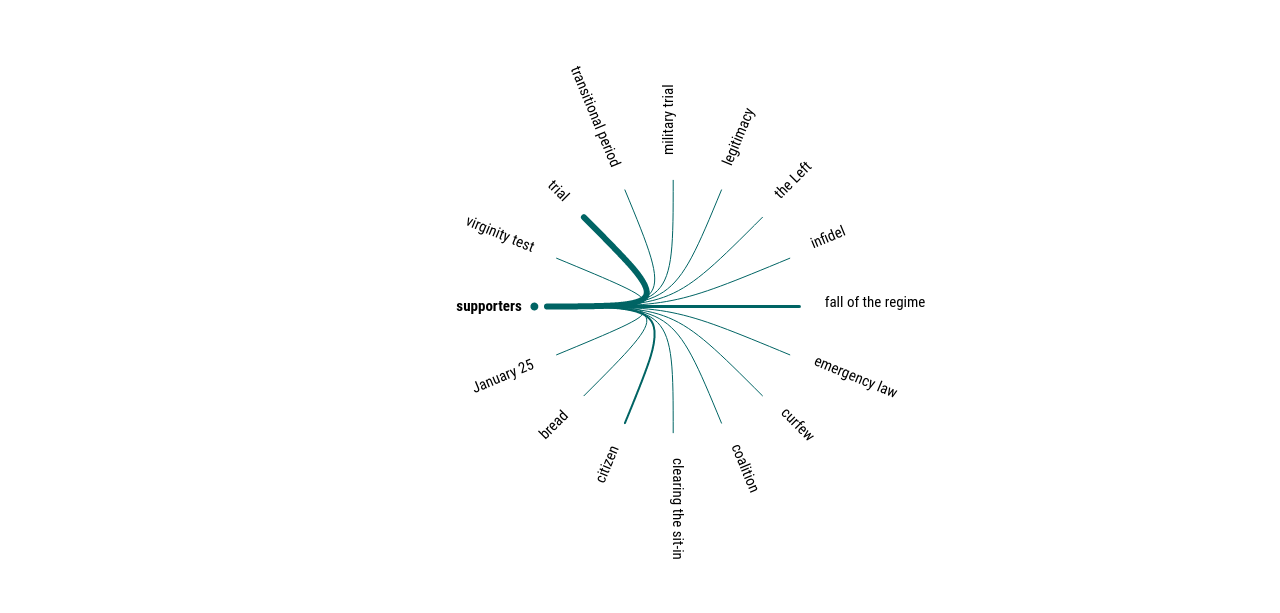 transitional period
military trial
legitimacy
the Left
trial
virginity test
infidel
supporters
fall of the regime
January 25
emergency law
bread
curfew
citizen
coalition
clearing the sit-in